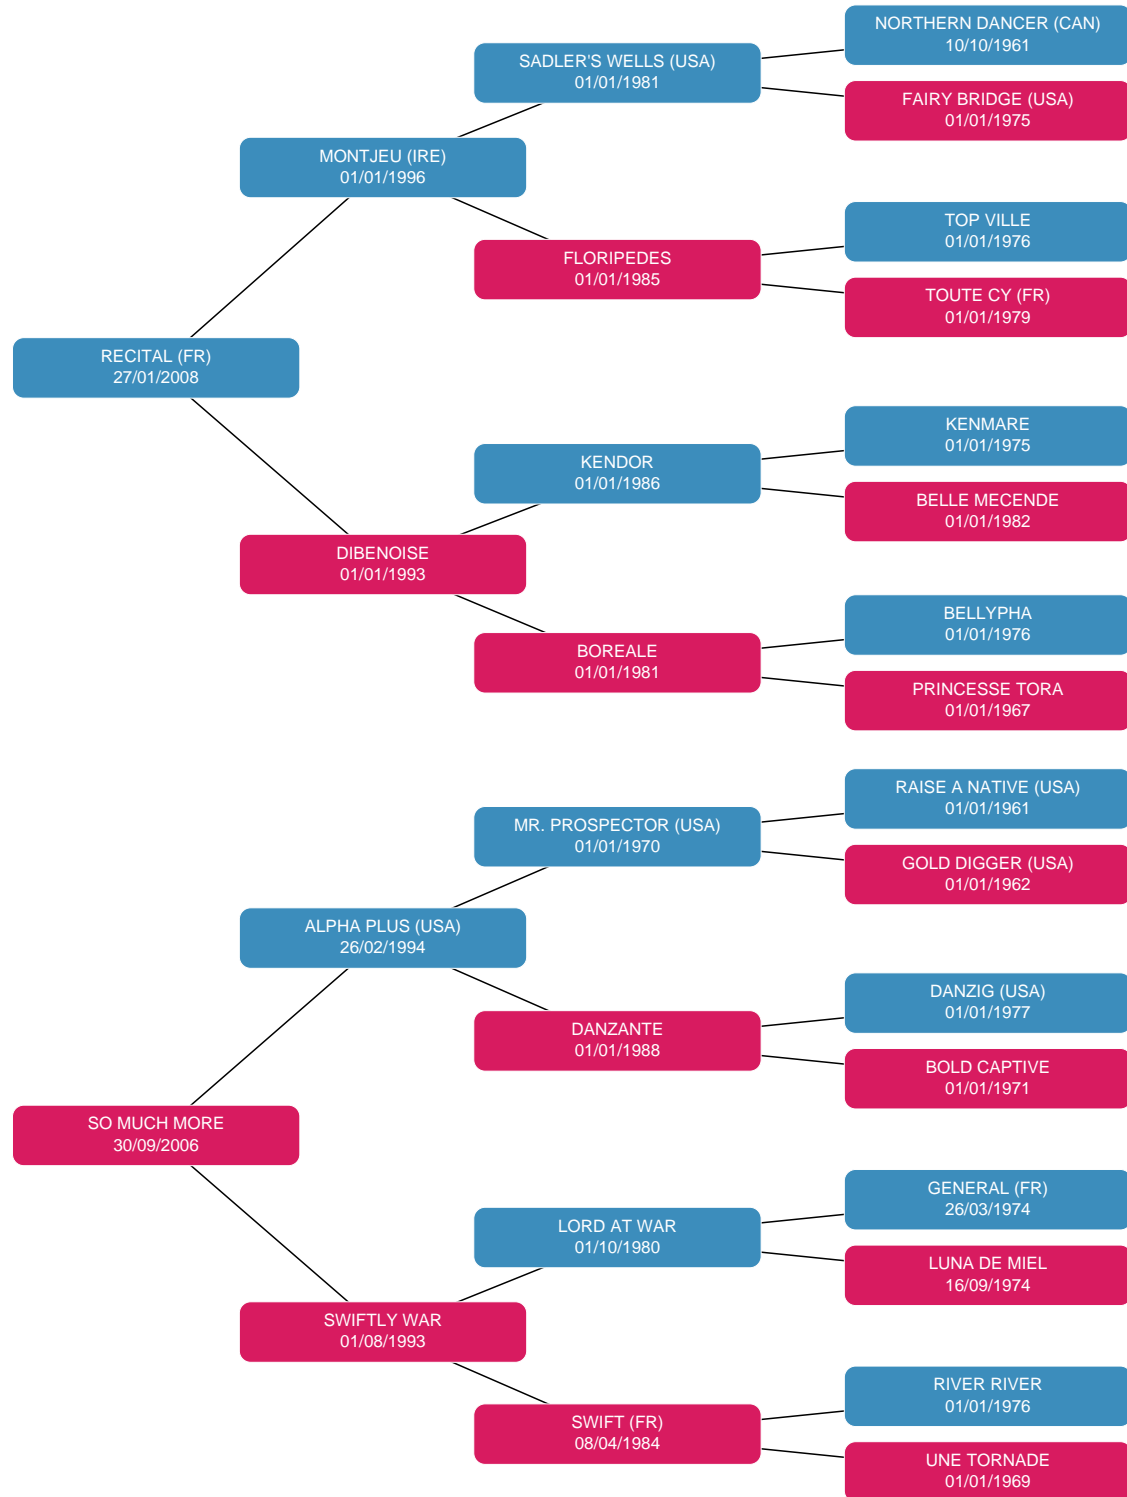 NORTHERN DANCER (CAN)
10/10/1961
SADLER'S WELLS (USA)
01/01/1981
FAIRY BRIDGE (USA)
01/01/1975
MONTJEU (IRE)
01/01/1996
TOP VILLE
01/01/1976
FLORIPEDES
01/01/1985
TOUTE CY (FR)
01/01/1979
RECITAL (FR)
27/01/2008
KENMARE
01/01/1975
KENDOR
01/01/1986
BELLE MECENDE
01/01/1982
DIBENOISE
01/01/1993
BELLYPHA
01/01/1976
BOREALE
01/01/1981
PRINCESSE TORA
01/01/1967
RAISE A NATIVE (USA)
01/01/1961
MR. PROSPECTOR (USA)
01/01/1970
GOLD DIGGER (USA)
01/01/1962
ALPHA PLUS (USA)
26/02/1994
DANZIG (USA)
01/01/1977
DANZANTE
01/01/1988
BOLD CAPTIVE
01/01/1971
SO MUCH MORE
30/09/2006
GENERAL (FR)
26/03/1974
LORD AT WAR
01/10/1980
LUNA DE MIEL
16/09/1974
SWIFTLY WAR
01/08/1993
RIVER RIVER
01/01/1976
SWIFT (FR)
08/04/1984
UNE TORNADE
01/01/1969